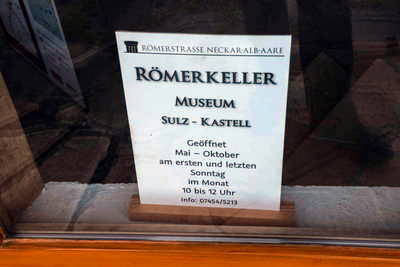 RÖMERSTRASSE NECKAR-ALB-AARE
RÖMERKELLER
MUSEUM
SULZ - KASTELL
Geöffnet
Mai – Oktober
am ersten und letzten
Sonntag
im Monat
10 bis 12 Uhr
Info: 07454/5213